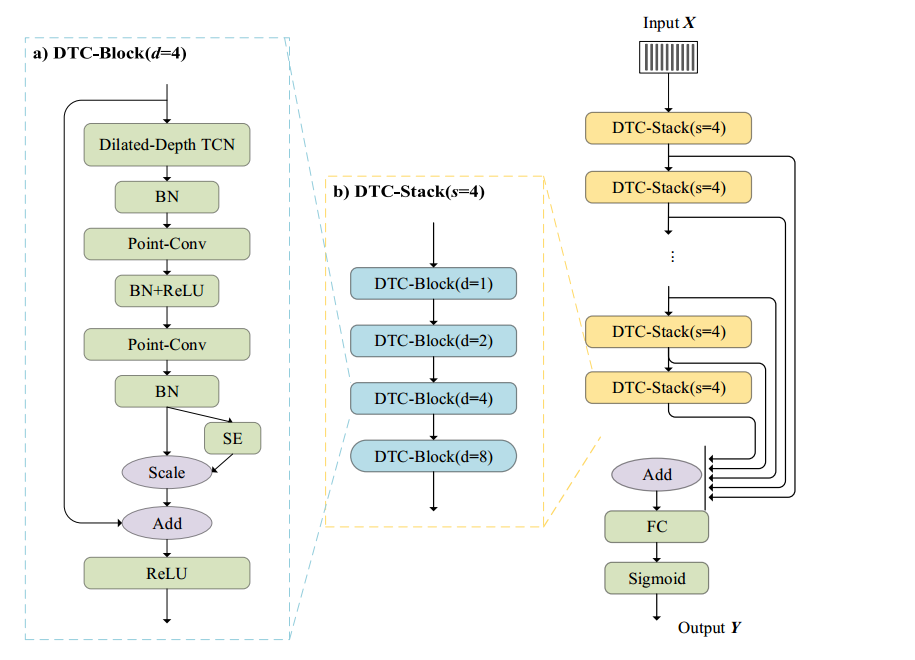 a) DTC-Block(d=4)
Dilated-Depth TCN
BN
Point-Conv
BN+ReLU
Point-Conv
BN
SE
Scale
Add
ReLU
b) DTC-Stack(s=4)
DTC-Block(d=1)
DTC-Block(d=2)
DTC-Block(d=4)
DTC-Block(d=8)
Input X
DTC-Stack(s=4)
DTC-Stack(s=4)
⋮
DTC-Stack(s=4)
DTC-Stack(s=4)
Add
FC
Sigmoid
Output Y